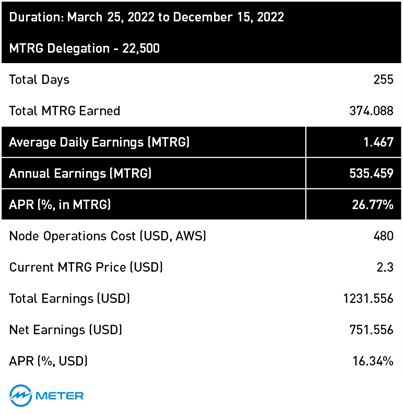 Duration: March 25, 2022 to December 15, 2022
MTRG Delegation - 22,500
Total Days 255
Total MTRG Earned 374.088
Average Daily Earnings (MTRG) 1.467
Annual Earnings (MTRG) 535.459
APR (%, in MTRG) 26.77%
Node Operations Cost (USD, AWS) 480
Current MTRG Price (USD) 2.3
Total Earnings (USD) 1231.556
Net Earnings (USD) 751.556
APR (%, USD) 16.34%
METER